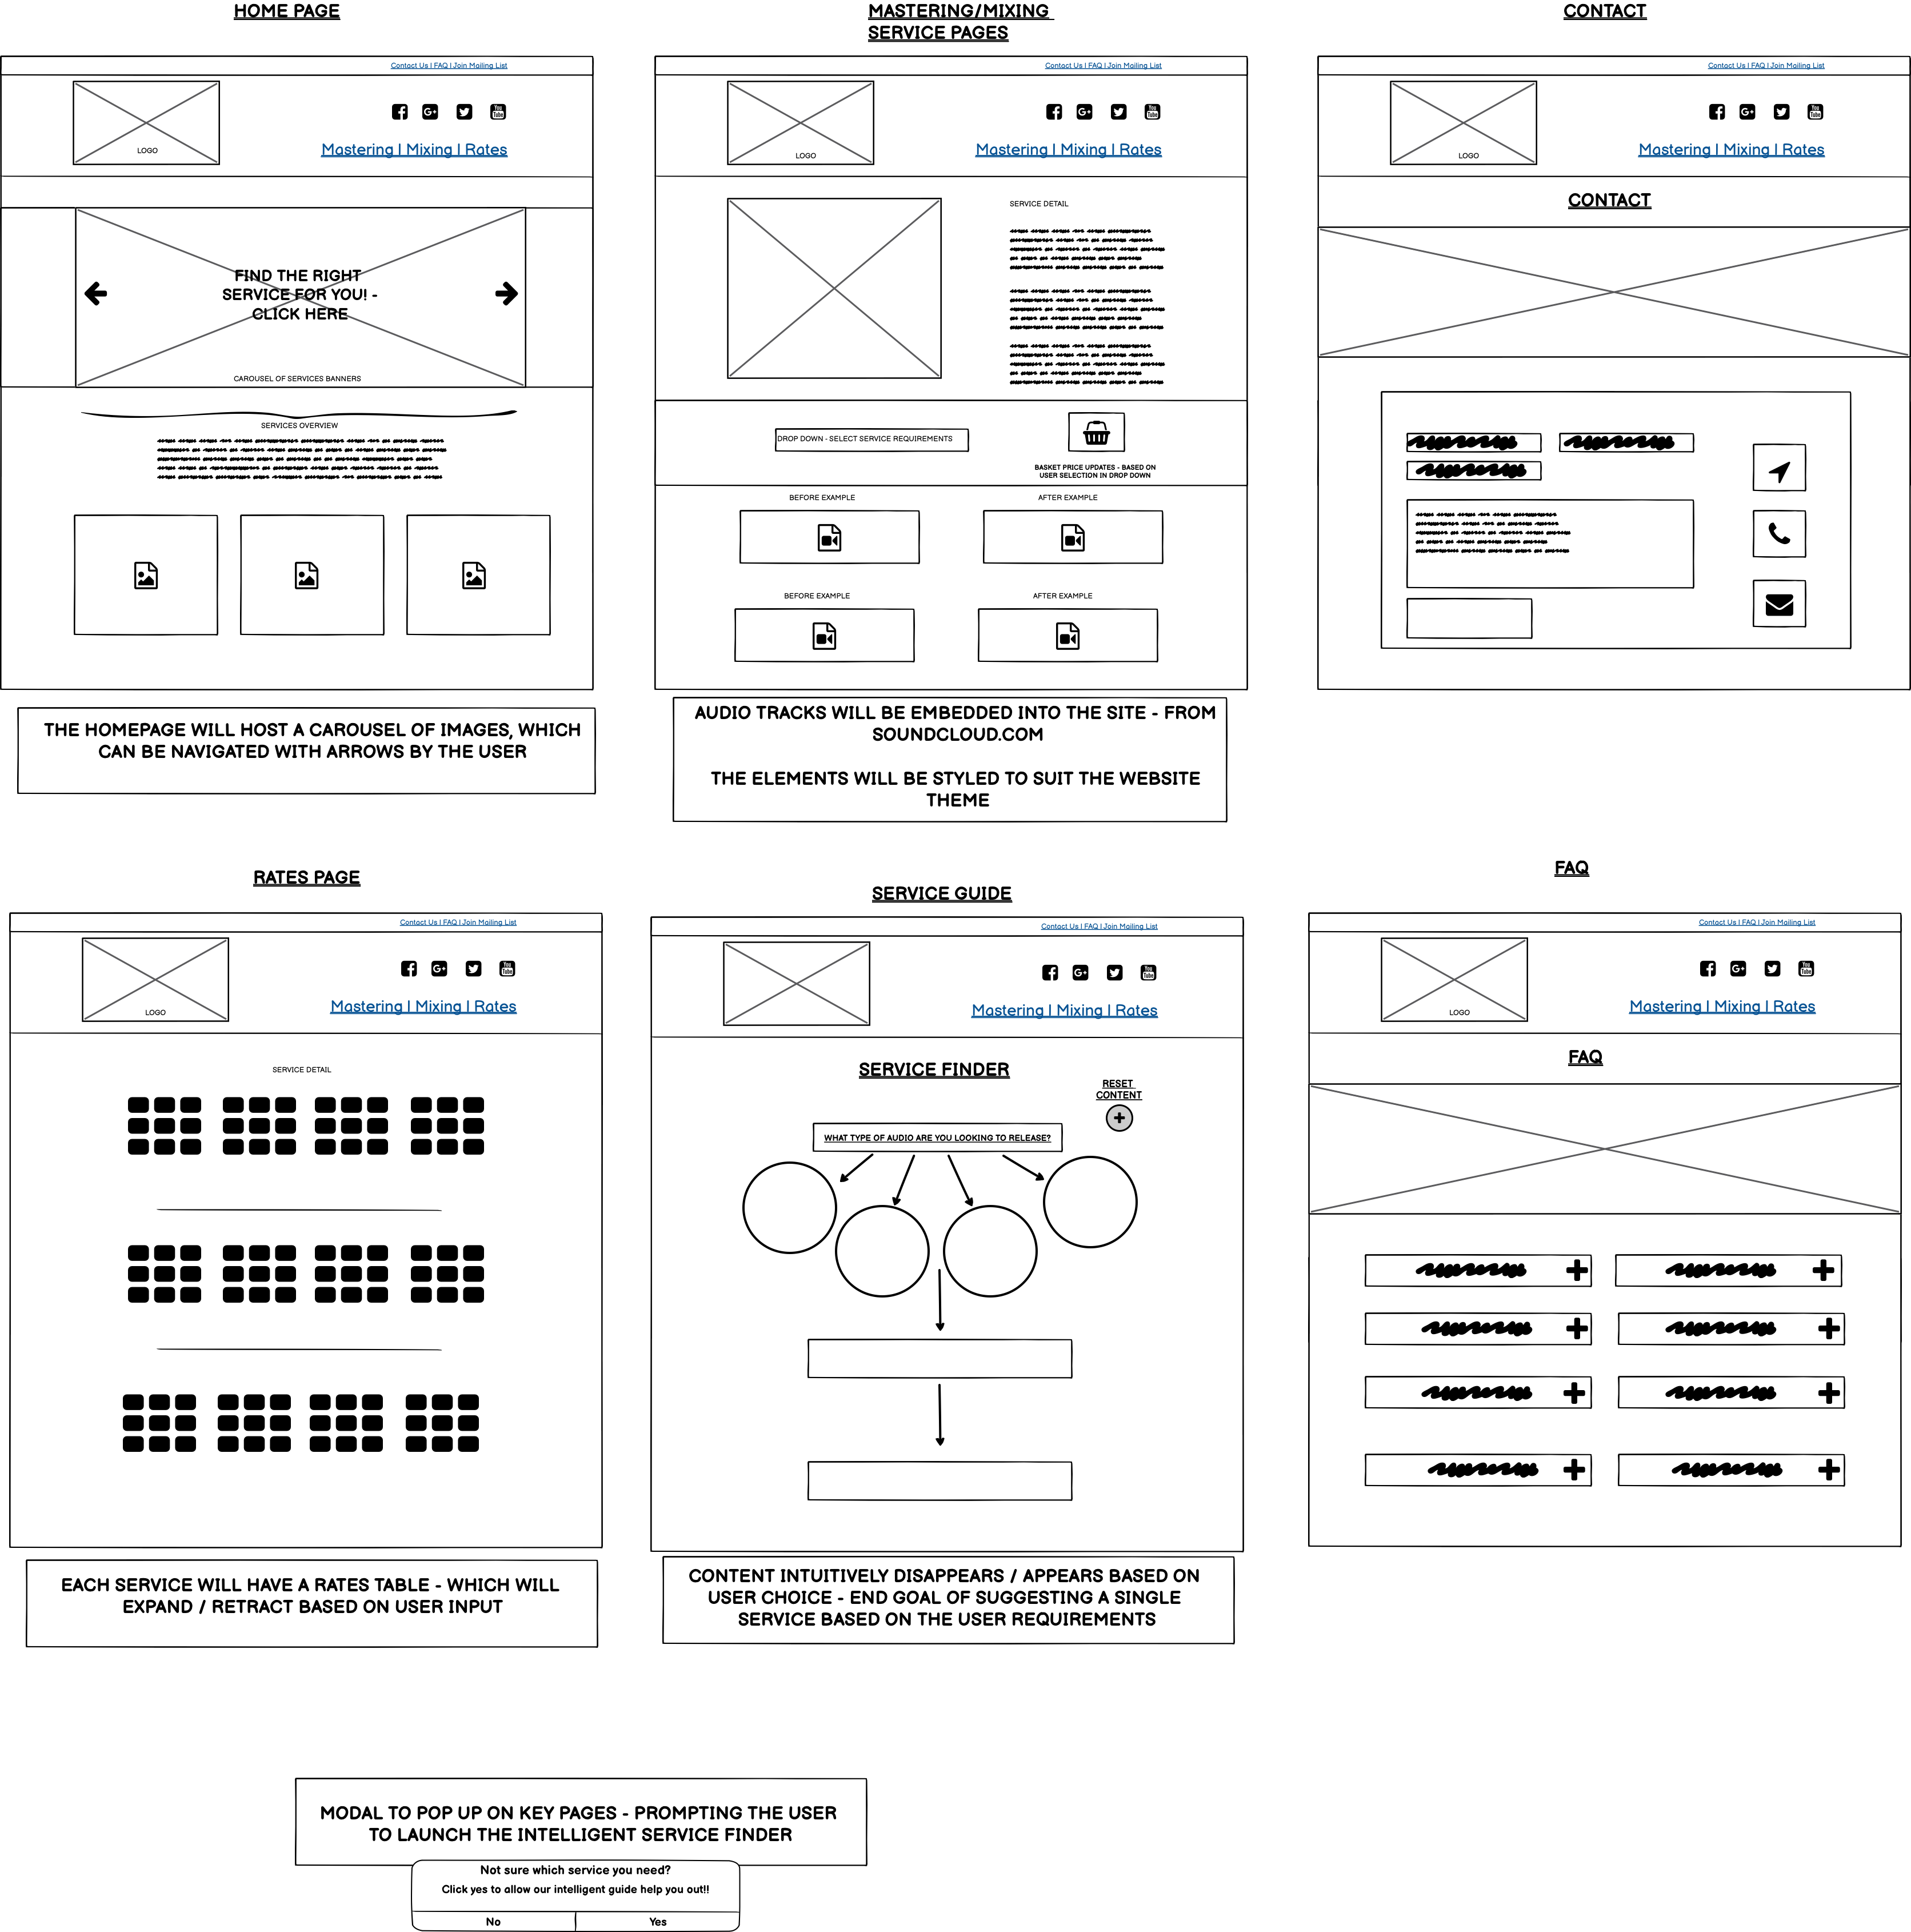 HOME PAGE
Contact Us | FAQ | Join Mailing List
LOGO
Mastering | Mixing | Rates
FIND THE RIGHT
SERVICE FOR YOU! -
CLICK HERE
CAROUSEL OF SERVICES BANNERS
SERVICES OVERVIEW
THE HOMEPAGE WILL HOST A CAROUSEL OF IMAGES, WHICH
CAN BE NAVIGATED WITH ARROWS BY THE USER
MASTERING/MIXING
SERVICE PAGES
Contact Us | FAQ | Join Mailing List
You
Tube
LOGO
Mastering | Mixing | Rates
SERVICE DETAIL
DROP DOWN - SELECT SERVICE REQUIREMENTS
BASKET PRICE UPDATES - BASED ON
USER SELECTION IN DROP DOWN
BEFORE EXAMPLE
AFTER EXAMPLE
BEFORE EXAMPLE
AFTER EXAMPLE
AUDIO TRACKS WILL BE EMBEDDED INTO THE SITE - FROM
SOUNDCLOUD.COM
THE ELEMENTS WILL BE STYLED TO SUIT THE WEBSITE
THEME
CONTACT
Contact Us | FAQ | Join Mailing List
LOGO
Mastering | Mixing | Rates
CONTACT
RATES PAGE
Contact Us | FAQ | Join Mailing List
LOGO
Mastering | Mixing | Rates
SERVICE DETAIL
EACH SERVICE WILL HAVE A RATES TABLE - WHICH WILL
EXPAND / RETRACT BASED ON USER INPUT
SERVICE GUIDE
Contact Us | FAQ | Join Mailing List
Mastering | Mixing | Rates
SERVICE FINDER
RESET
CONTENT
WHAT TYPE OF AUDIO ARE YOU LOOKING TO RELEASE?
CONTENT INTUITIVELY DISAPPEARS / APPEARS BASED ON
USER CHOICE - END GOAL OF SUGGESTING A SINGLE
SERVICE BASED ON THE USER REQUIREMENTS
FAQ
Contact Us | FAQ | Join Mailing List
LOGO
Mastering | Mixing | Rates
FAQ
MODAL TO POP UP ON KEY PAGES - PROMPTING THE USER
TO LAUNCH THE INTELLIGENT SERVICE FINDER
Not sure which service you need?
Click yes to allow our intelligent guide help you out!!
No
Yes